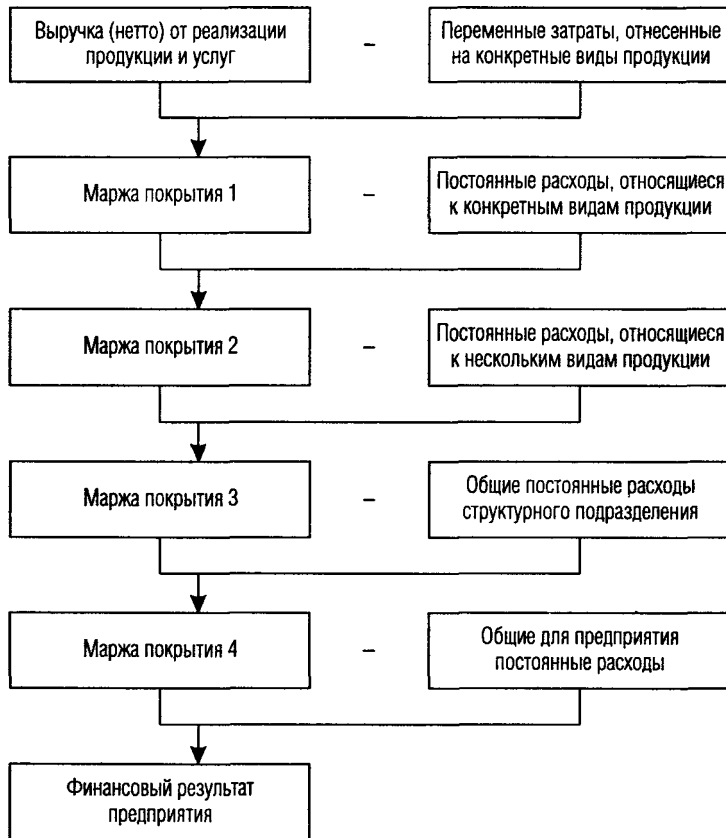 Выручка (нетто) от реализации
продукции и услуг
–
Переменные затраты, отнесенные
на конкретные виды продукции
Маржа покрытия 1
–
Постоянные расходы, относящиеся
к конкретным видам продукции
Маржа покрытия 2
–
Постоянные расходы, относящиеся
к нескольким видам продукции
Маржа покрытия 3
–
Общие постоянные расходы
структурного подразделения
Маржа покрытия 4
–
Общие для предприятия
постоянные расходы
Финансовый результат
предприятия